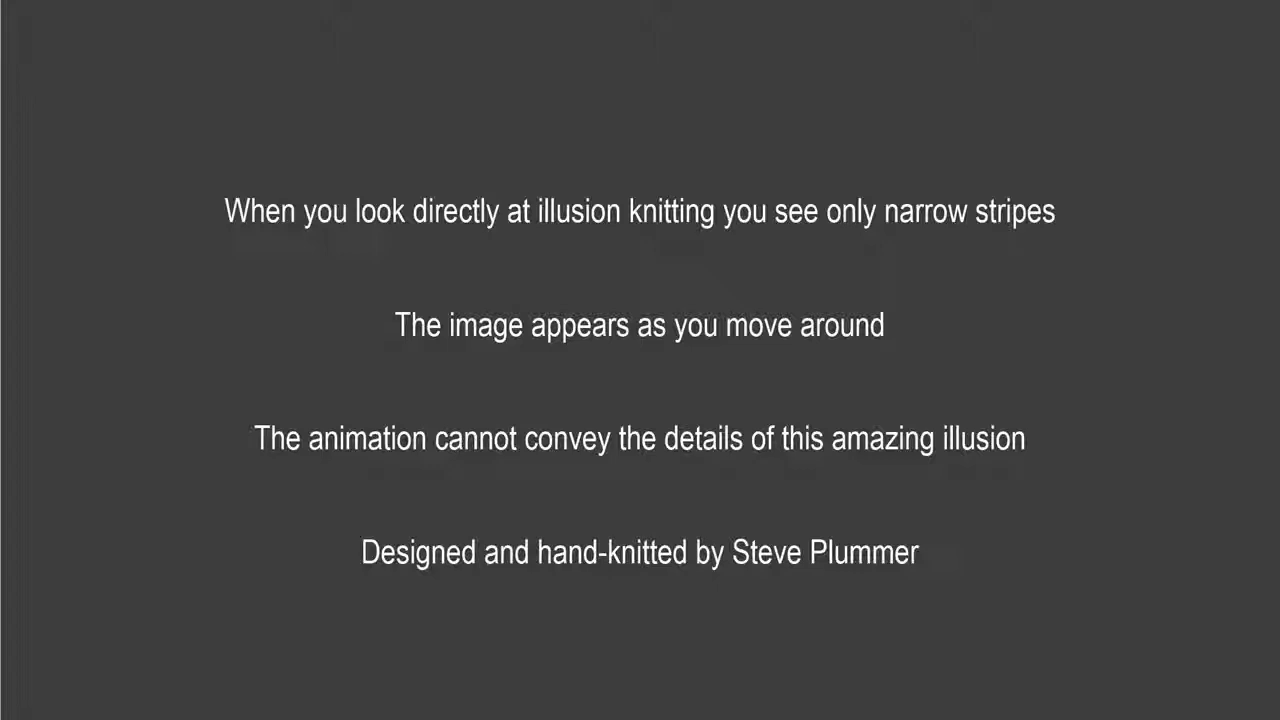 When you look directly at illusion knitting you see only narrow stripes
The image appears as you move around
The animation cannot convey the details of this amazing illusion
Designed and hand-knitted by Steve Plummer